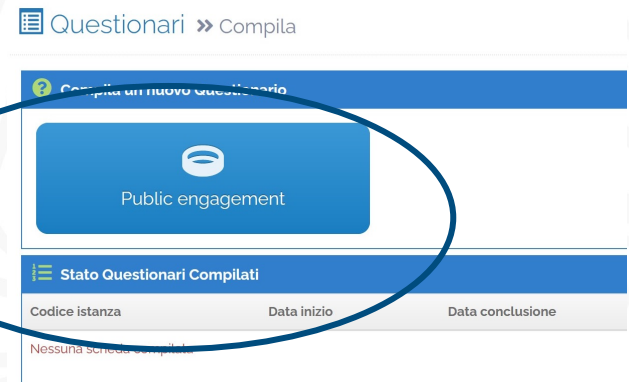 Questionari » Compila
Compila un nuovo Questionario
Public engagement
Stato Questionari Compilati
Codice istanza Data inizio Data conclusione
Nessuna scheda compilata